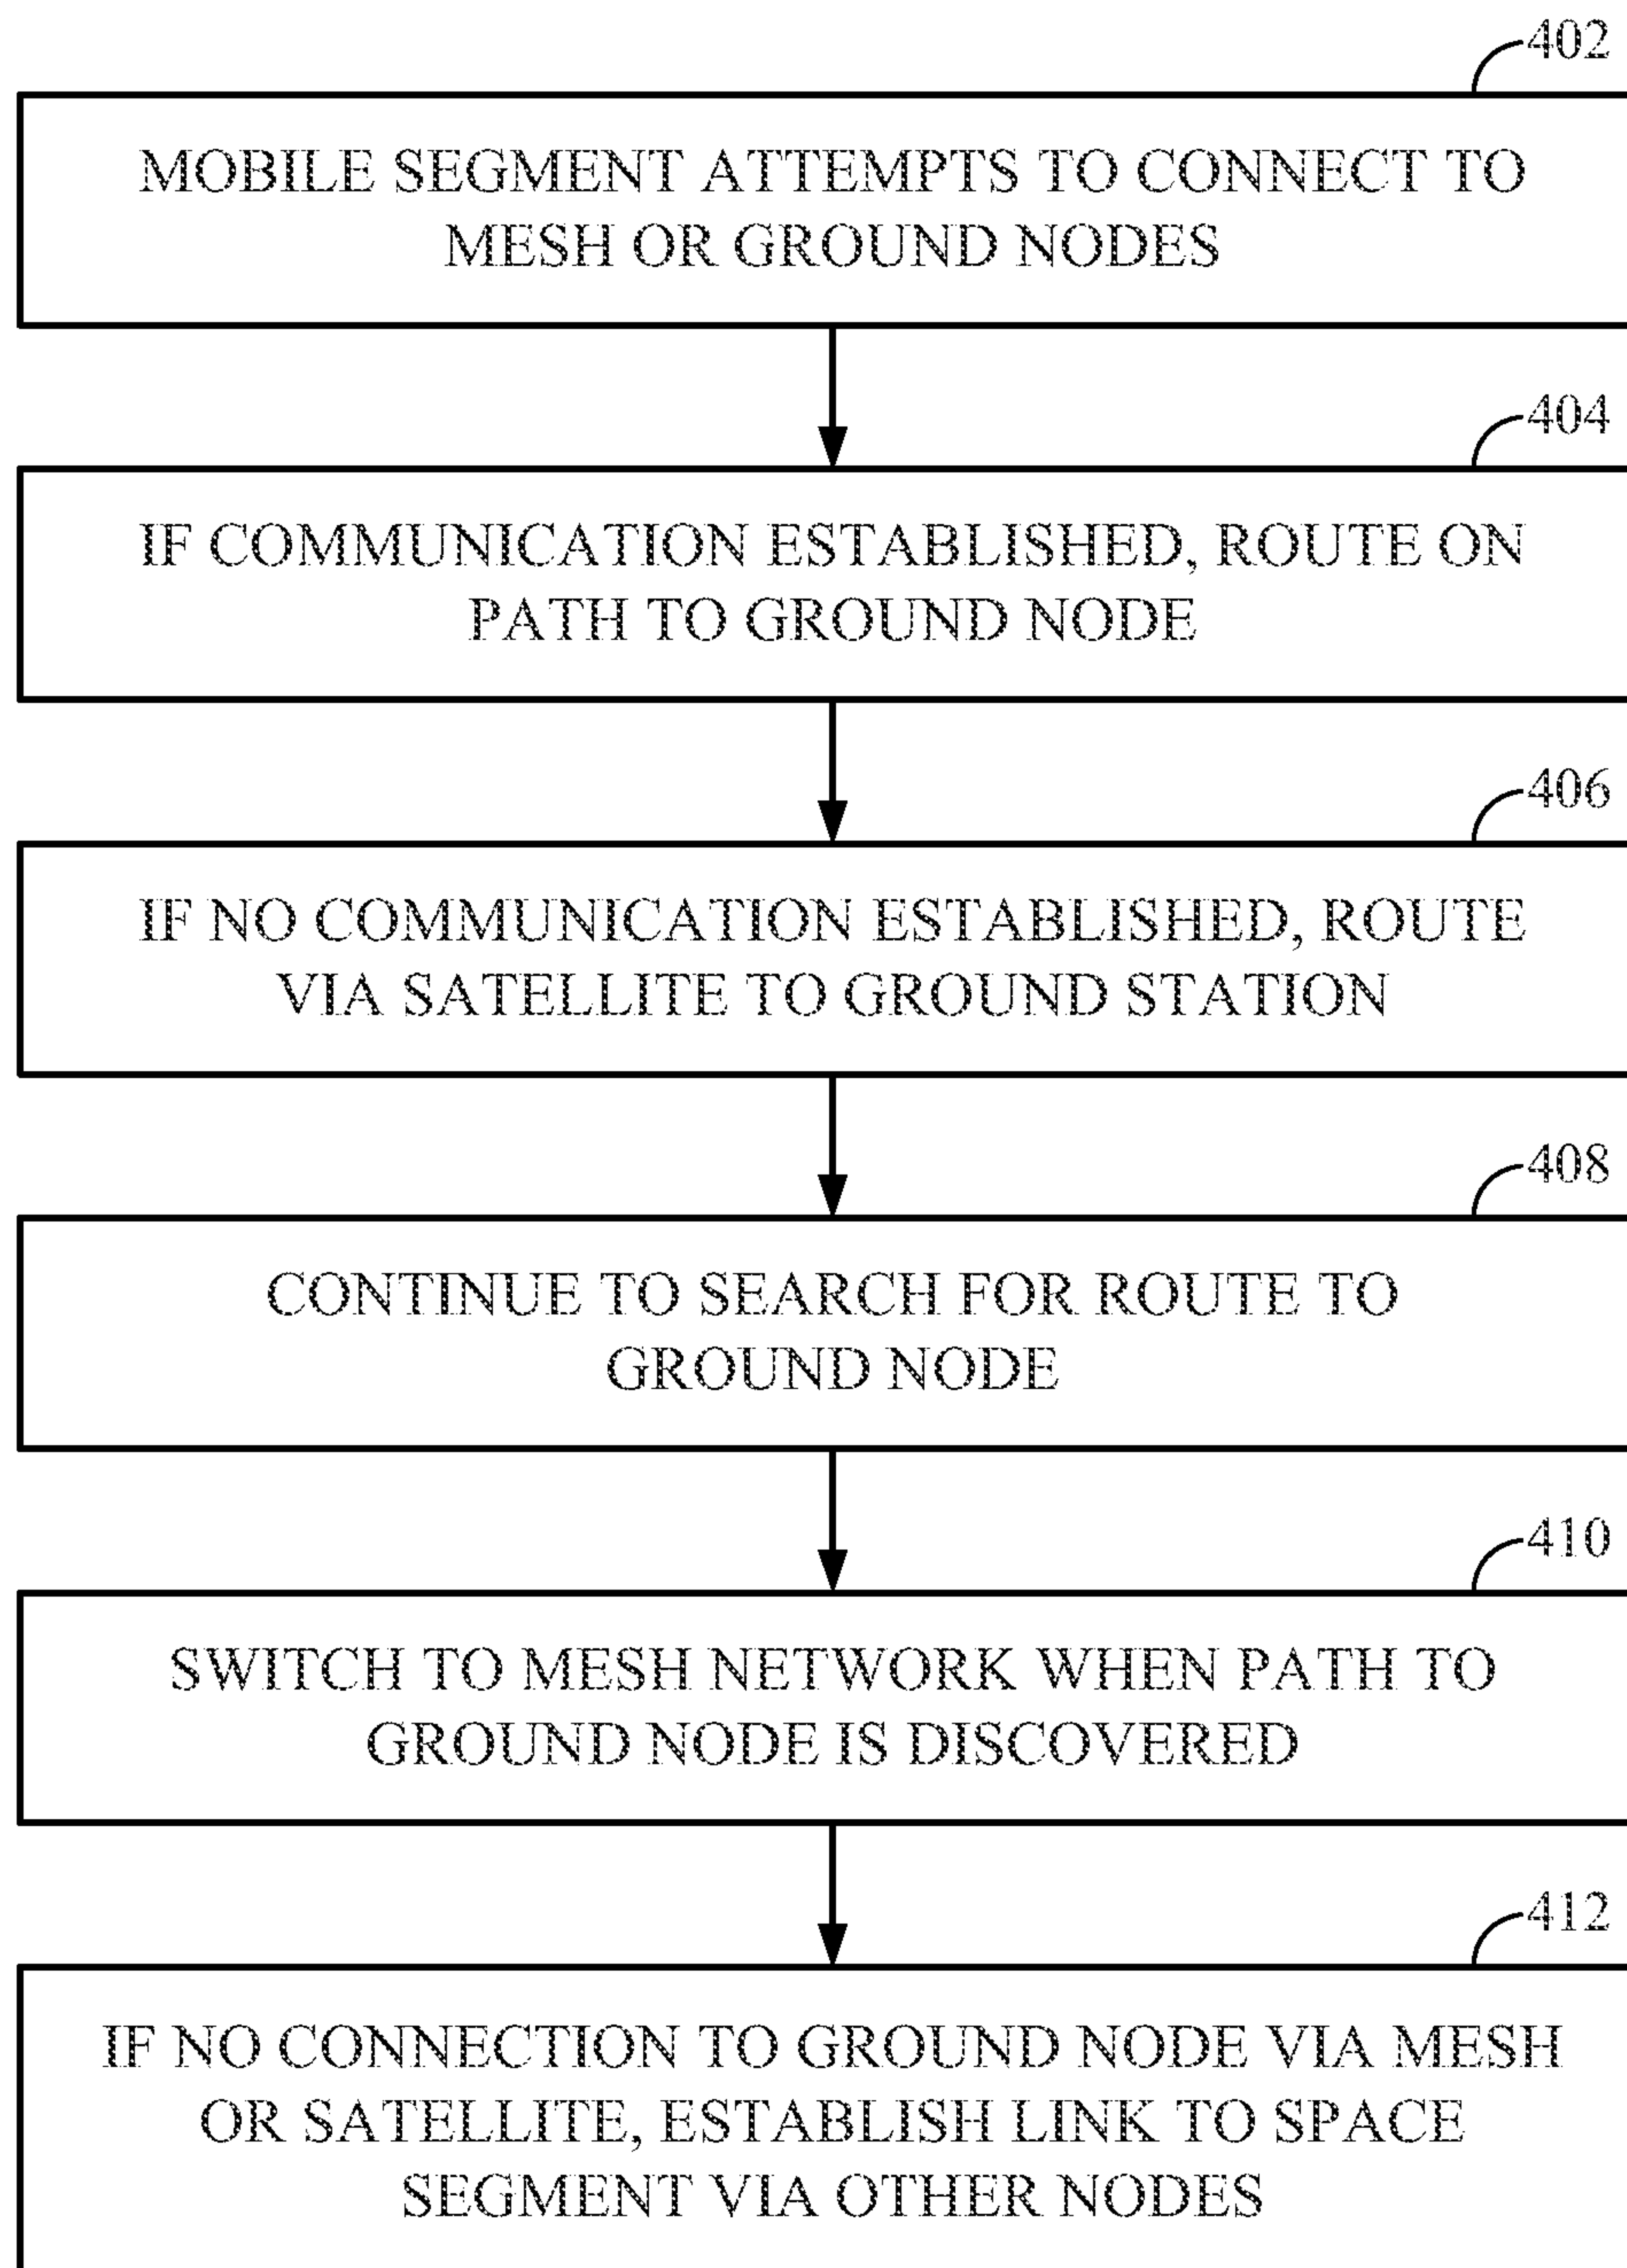 402
MOBILE SEGMENT ATTEMPTS TO CONNECT TO
MESH OR GROUND NODES
404
IF COMMUNICATION ESTABLISHED, ROUTE ON
PATH TO GROUND NODE
406
IF NO COMMUNICATION ESTABLISHED, ROUTE
VIA SATELLITE TO GROUND STATION
408
CONTINUE TO SEARCH FOR ROUTE TO
GROUND NODE
410
SWITCH TO MESH NETWORK WHEN PATH TO
GROUND NODE IS DISCOVERED
412
IF NO CONNECTION TO GROUND NODE VIA MESH
OR SATELLITE, ESTABLISH LINK TO SPACE
SEGMENT VIA OTHER NODES